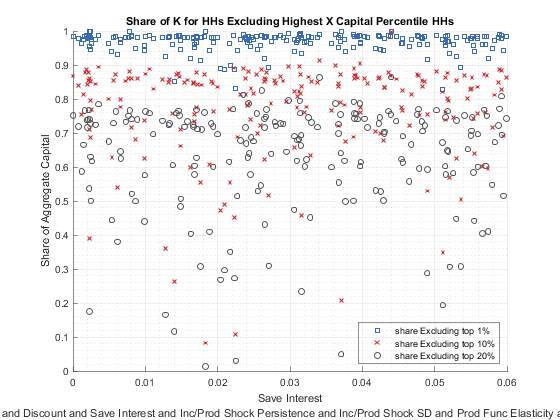 Share of K for HHs Excluding Highest X Capital Percentile HHs
1
0.9
0.8
0.7
0.6
0.5
0.4
0.3
0.2
0.1
0
Share of Aggregate Capital
share Excluding top 1%
share Excluding top 10%
share Excluding top 20%
0 0.01 0.02 0.03 0.04 0.05 0.06
Save Interest
and Discount and Save Interest and Inc/Prod Shock Persistence and Inc/Prod Shock SD and Prod Func Elasticity